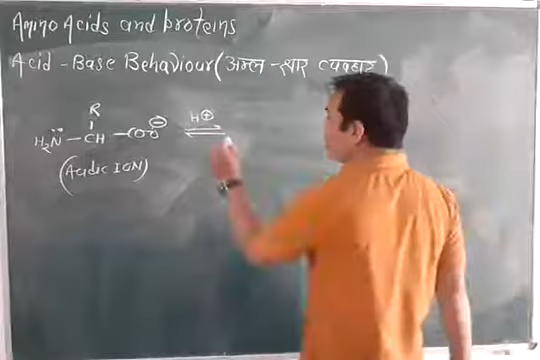 Amino Acids and proteins
Acid-Base Behaviour (अम्ल-क्षार व्यवहार)
R
H⊕
H₂N̈ — CH — COO⊖ ⇌
(Acidic ION)